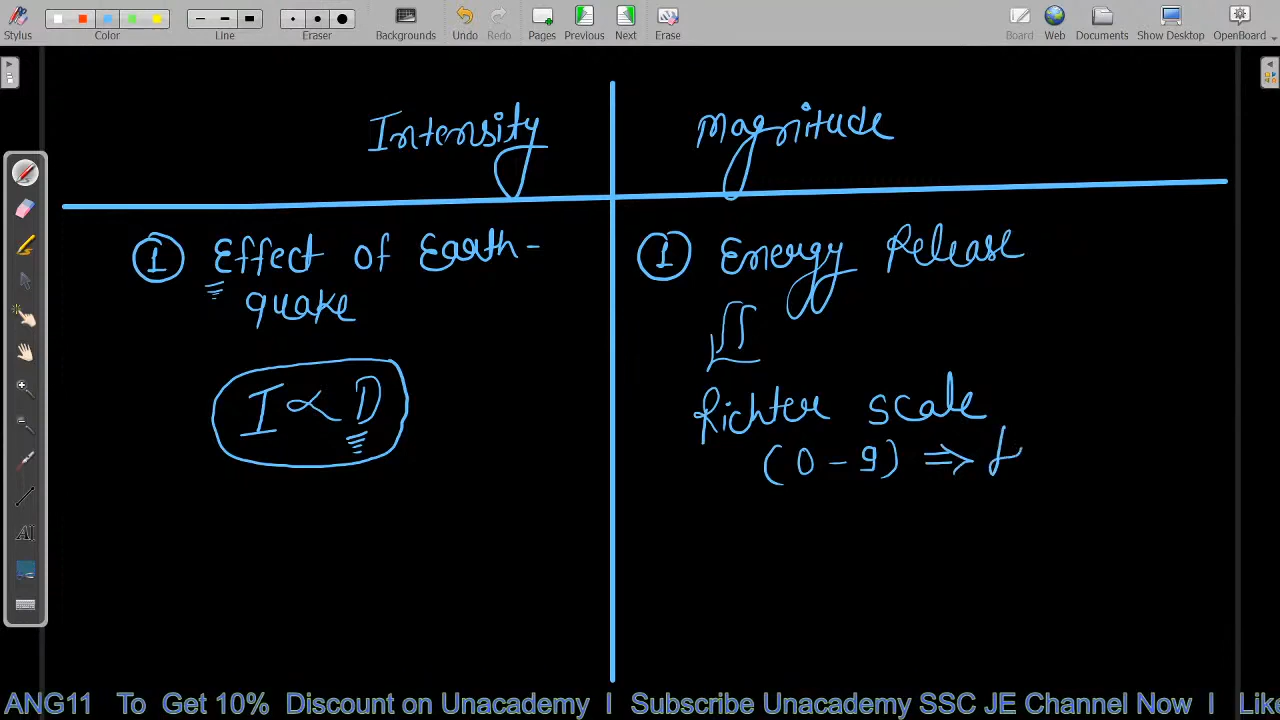 Stylus Color Line Eraser Backgrounds Undo Redo Pages Previous Next Erase Board Web Documents Show Desktop OpenBoard
Intensity
Magnitude
① Effect of Earth-
quake
I ∝ D
① Energy Release
Richter scale
(0 - 9) ⇒
ANG11 To Get 10% Discount on Unacademy I Subscribe Unacademy SSC JE Channel Now I Like